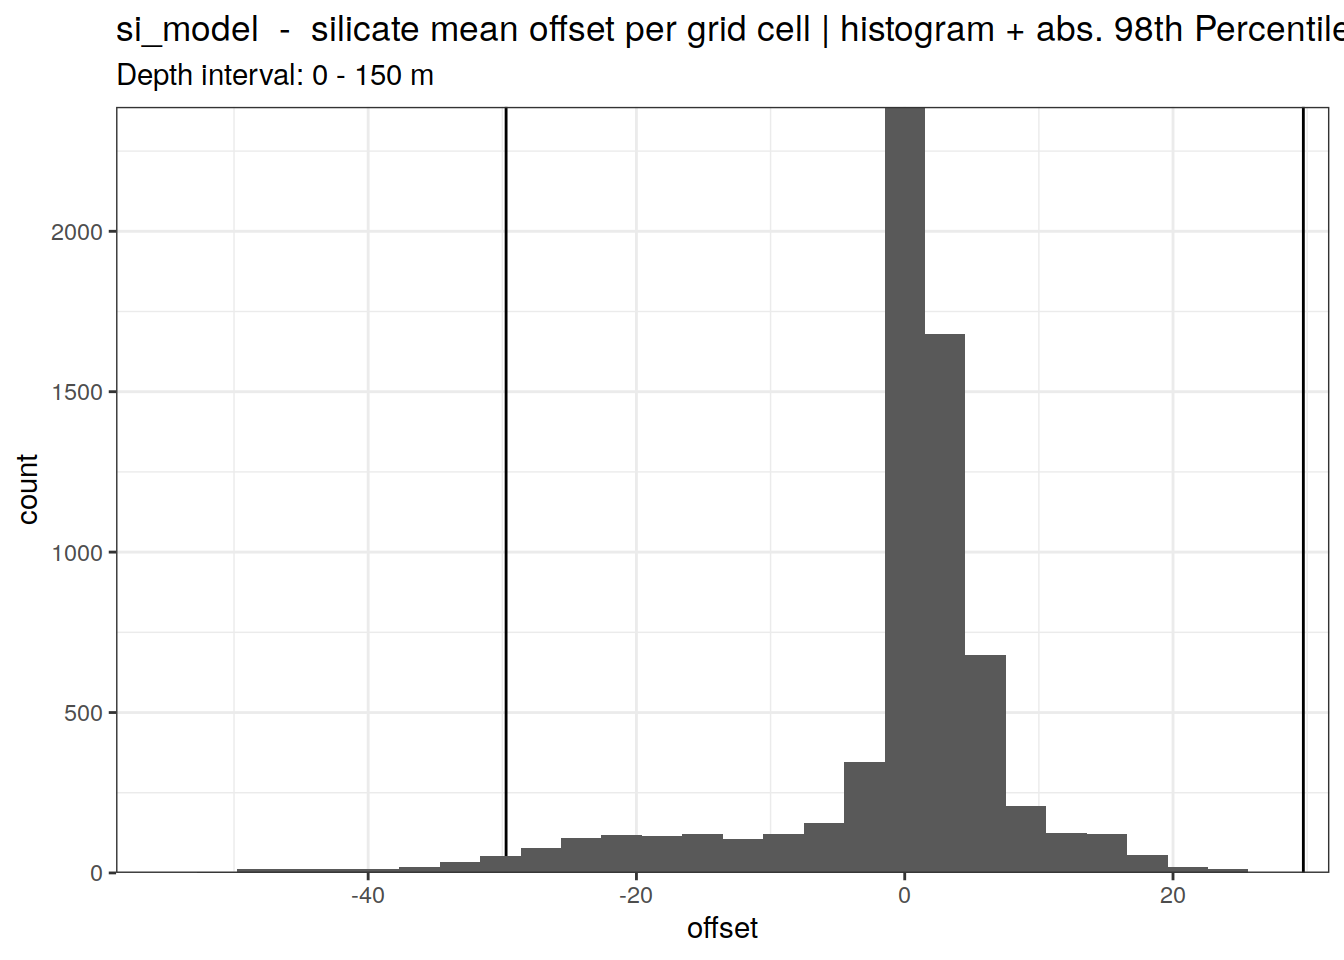 si_model - silicate mean offset per grid cell | histogram + abs. 98th Percentile
Depth interval: 0 - 150 m
2000
1500
1000
500
0
count
-40
-20
0
20
offset